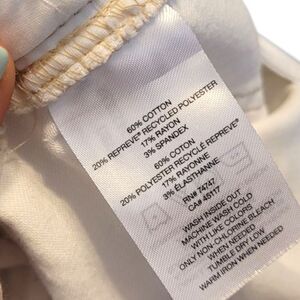 60% COTTON
20% REPREVE® RECYCLED POLYESTER
17% RAYON
3% SPANDEX
60% COTON
20% POLYESTER RECYCLÉ REPREVE®
17% RAYONNE
3% ÉLASTHANNE
RN# 74747
CA# 45117
WASH INSIDE OUT
MACHINE WASH COLD
WITH LIKE COLORS
ONLY NON-CHLORINE BLEACH
WHEN NEEDED
TUMBLE DRY LOW
WARM IRON WHEN NEEDED